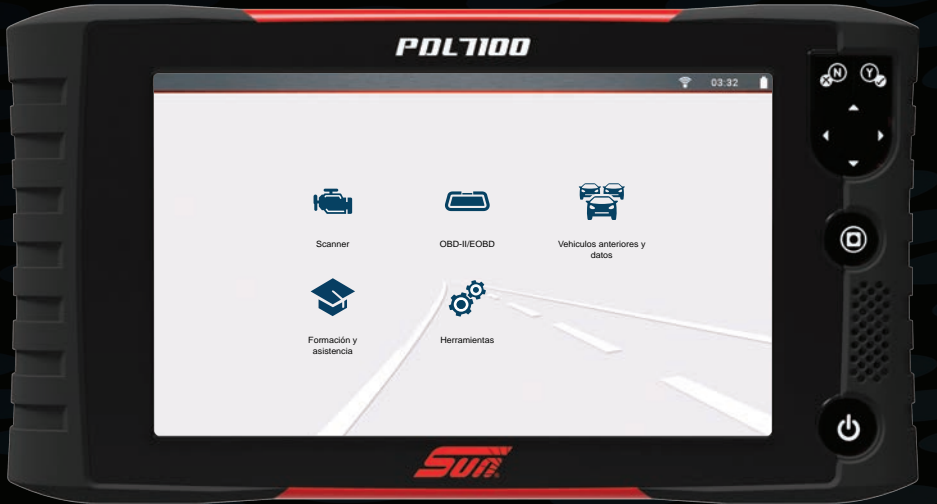 PDL7100
03:32
N Y
Scanner
OBD-II/EOBD
Vehiculos anteriores y
datos
Formación y
asistencia
Herramientas
Sun